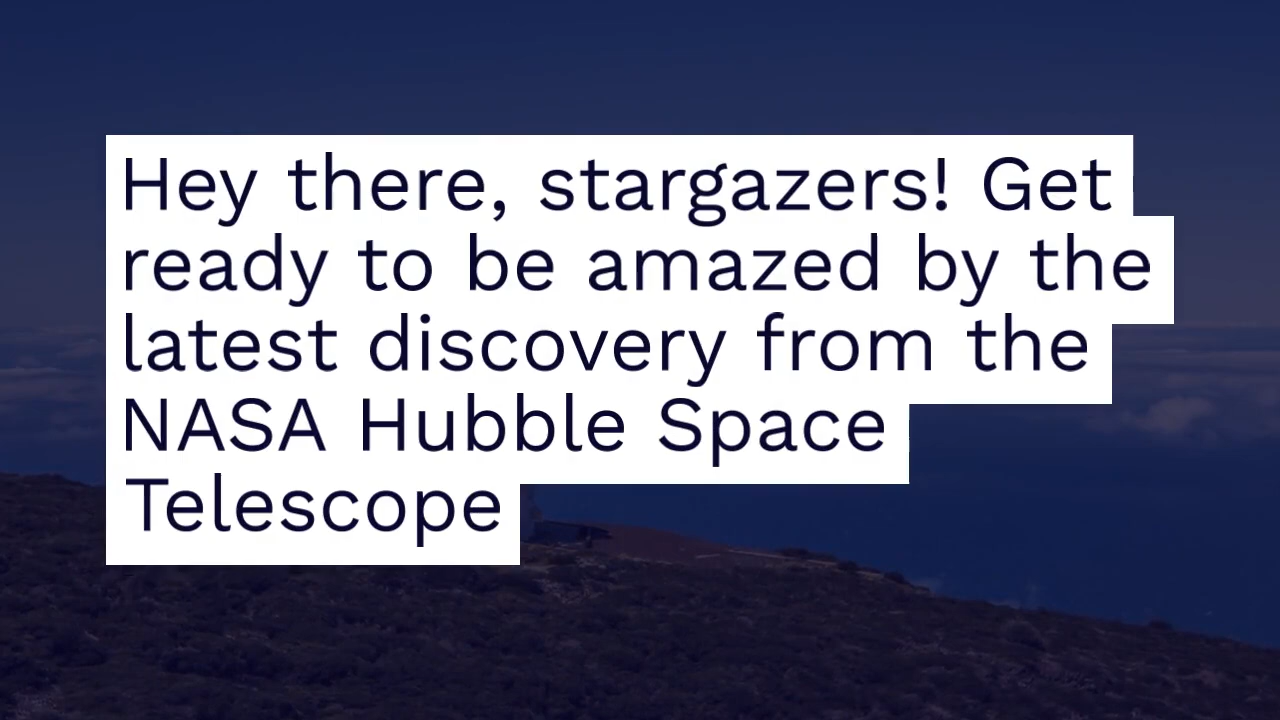 Hey there, stargazers! Get
ready to be amazed by the
latest discovery from the
NASA Hubble Space
Telescope